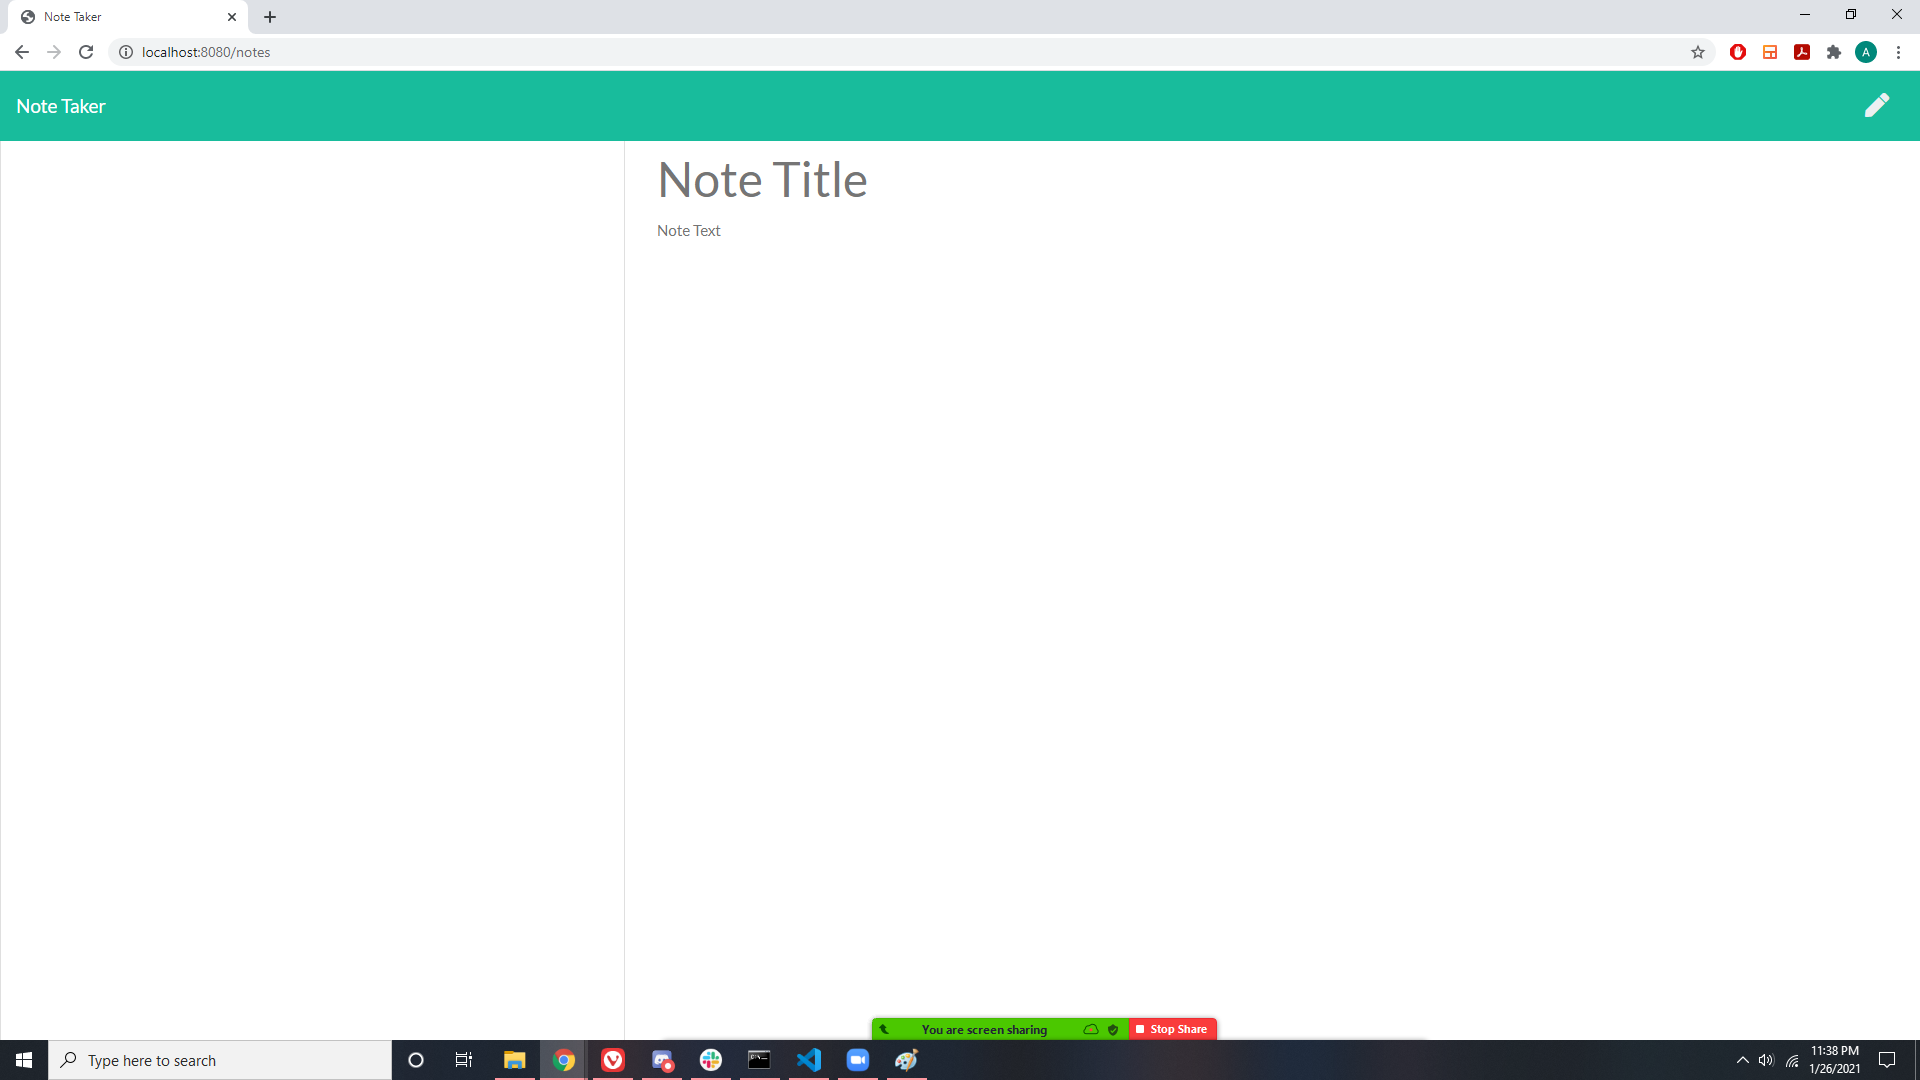 Note Taker
localhost:8080/notes
A
Note Taker
Note Title
Note Text
You are screen sharing
Stop Share
Type here to search
11:38 PM
1/26/2021